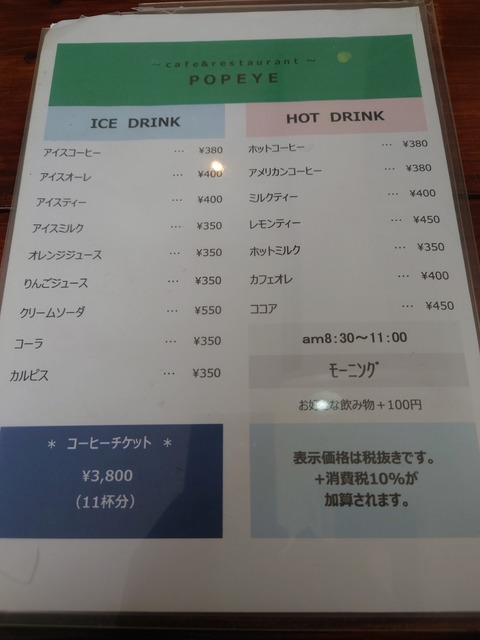 ～cafe&restaurant～
POPEYE
ICE DRINK
アイスコーヒー … ¥380
アイスオーレ … ¥400
アイスティー … ¥400
アイスミルク … ¥350
オレンジジュース … ¥350
りんごジュース … ¥350
クリームソーダ … ¥550
コーラ … ¥350
カルピス … ¥350
＊ コーヒーチケット ＊
¥3,800
（11杯分）
HOT DRINK
ホットコーヒー … ¥380
アメリカンコーヒー … ¥380
ミルクティー … ¥400
レモンティー … ¥450
ホットミルク … ¥350
カフェオレ … ¥400
ココア … ¥450
am8:30～11:00
ﾓｰﾆﾝｸﾞ
お好きな飲み物＋100円
表示価格は税抜きです。
+消費税10%が
加算されます。